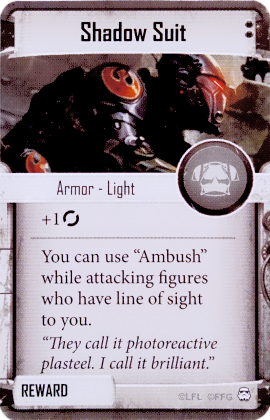 Shadow Suit
Armor - Light
+1
You can use “Ambush”
while attacking figures
who have line of sight
to you.
“They call it photoreactive
plasteel. I call it brilliant.”
REWARD
©LFL ©FFG